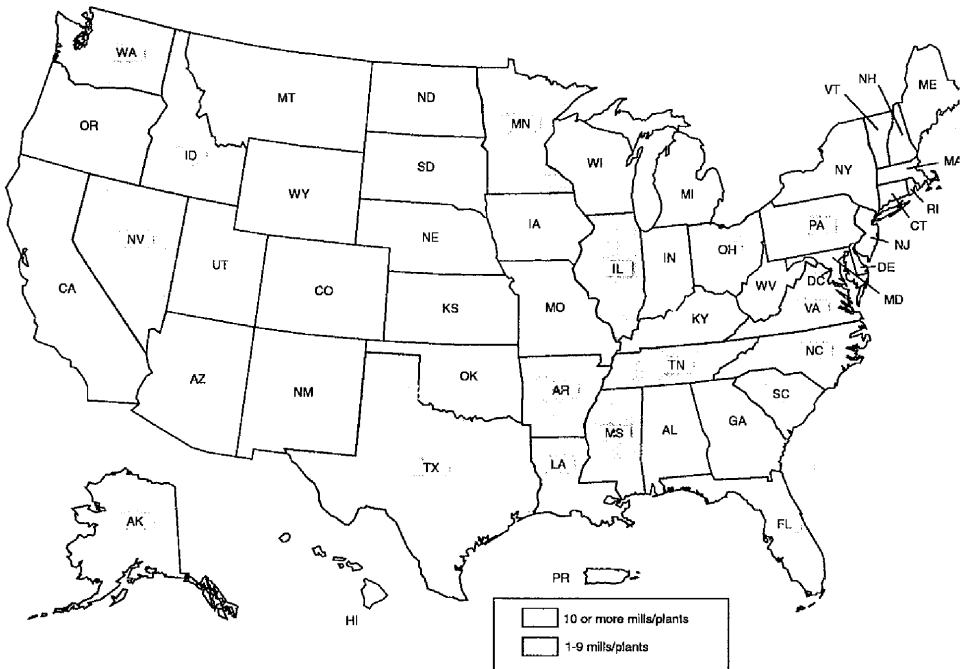 WA
MT
ND
MN
VT
NH
ME
OR
ID
SD
WI
MI
NY
MA
WY
RI
CT
NV
UT
NE
IA
IL
IN
OH
PA
NJ
DE
CA
CO
KS
MO
WV
DC
MD
KY
VA
AZ
NM
OK
AR
TN
NC
SC
TX
LA
MS
AL
GA
AK
FL
HI
PR
10 or more mills/plants
1-9 mills/plants